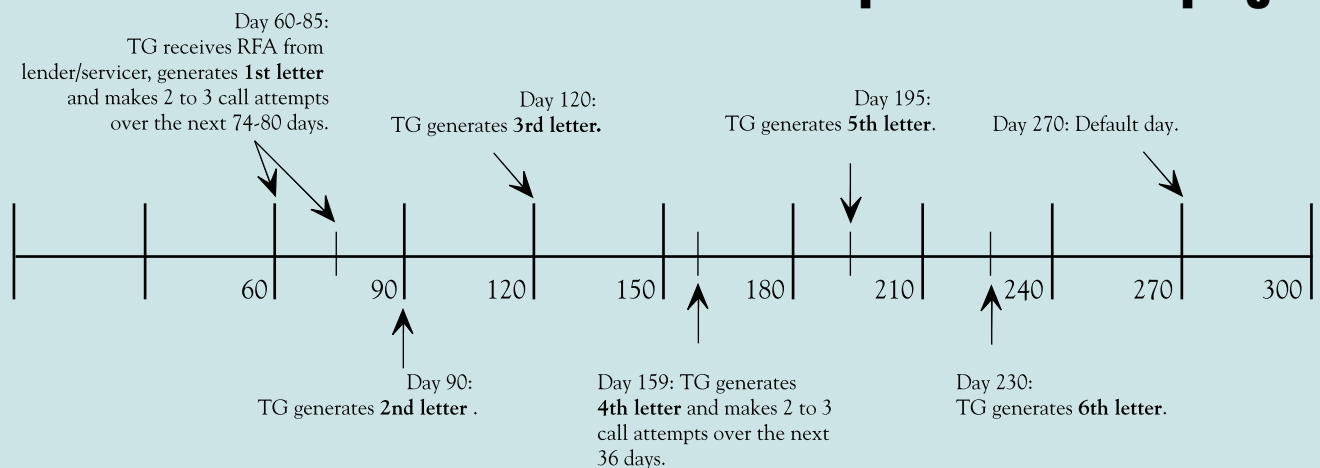 Day 60-85:
TG receives RFA from
lender/servicer, generates 1st letter
and makes 2 to 3 call attempts
over the next 74-80 days.
Day 120:
TG generates 3rd letter.
Day 195:
TG generates 5th letter.
Day 270: Default day.
60 90 120 150 180 210 240 270 300
Day 90:
TG generates 2nd letter .
Day 159: TG generates
4th letter and makes 2 to 3
call attempts over the next
36 days.
Day 230:
TG generates 6th letter.